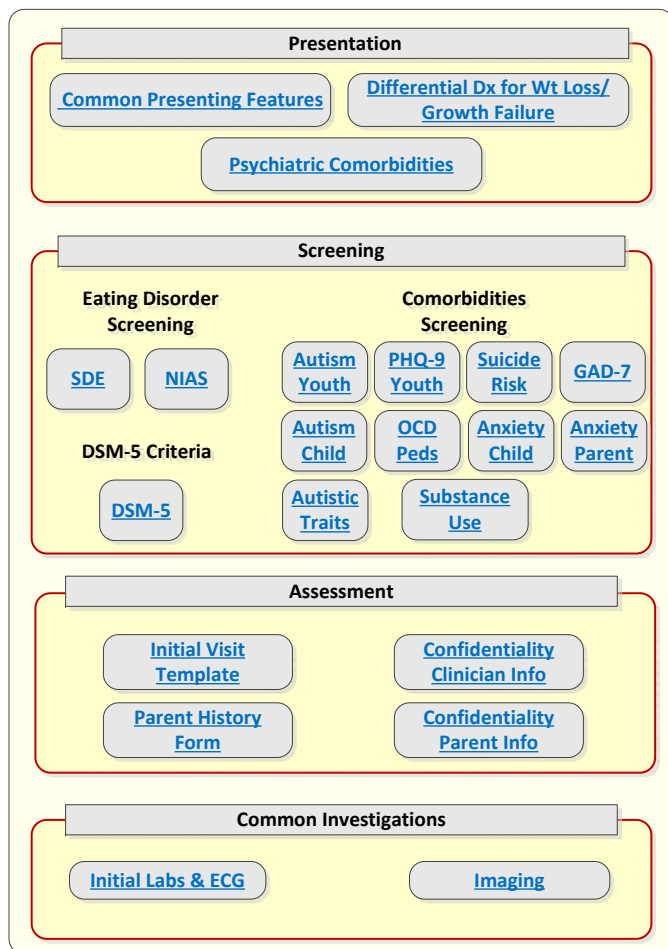 Presentation
Common Presenting Features
Differential Dx for Wt Loss/
Growth Failure
Psychiatric Comorbidities
Screening
Eating Disorder
Screening
SDE
NIAS
DSM-5 Criteria
DSM-5
Comorbidities
Screening
Autism
Youth
PHQ-9
Youth
Suicide
Risk
GAD-7
Autism
Child
OCD
Peds
Anxiety
Child
Anxiety
Parent
Autistic
Traits
Substance
Use
Assessment
Initial Visit
Template
Confidentiality
Clinician Info
Parent History
Form
Confidentiality
Parent Info
Common Investigations
Initial Labs & ECG
Imaging